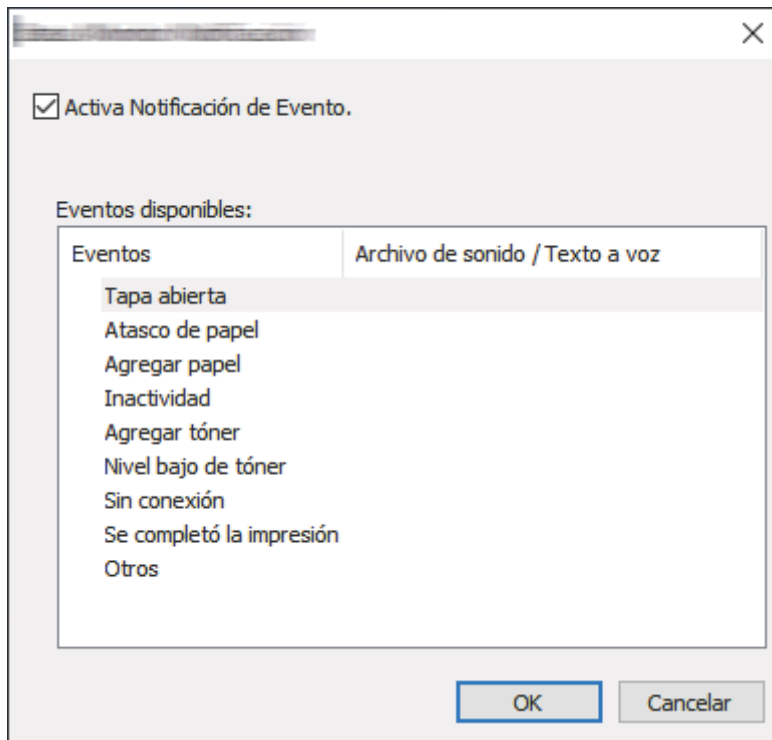 Activa Notificación de Evento.
Eventos disponibles:
Eventos Archivo de sonido / Texto a voz
Tapa abierta
Atasco de papel
Agregar papel
Inactividad
Agregar tóner
Nivel bajo de tóner
Sin conexión
Se completó la impresión
Otros
OK Cancelar